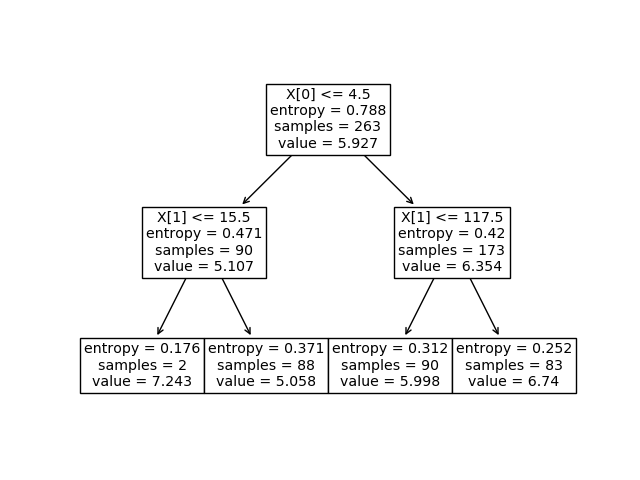 X[0] <= 4.5
entropy = 0.788
samples = 263
value = 5.927
X[1] <= 15.5
entropy = 0.471
samples = 90
value = 5.107
X[1] <= 117.5
entropy = 0.42
samples = 173
value = 6.354
entropy = 0.176
samples = 2
value = 7.243
entropy = 0.371
samples = 88
value = 5.058
entropy = 0.312
samples = 90
value = 5.998
entropy = 0.252
samples = 83
value = 6.74